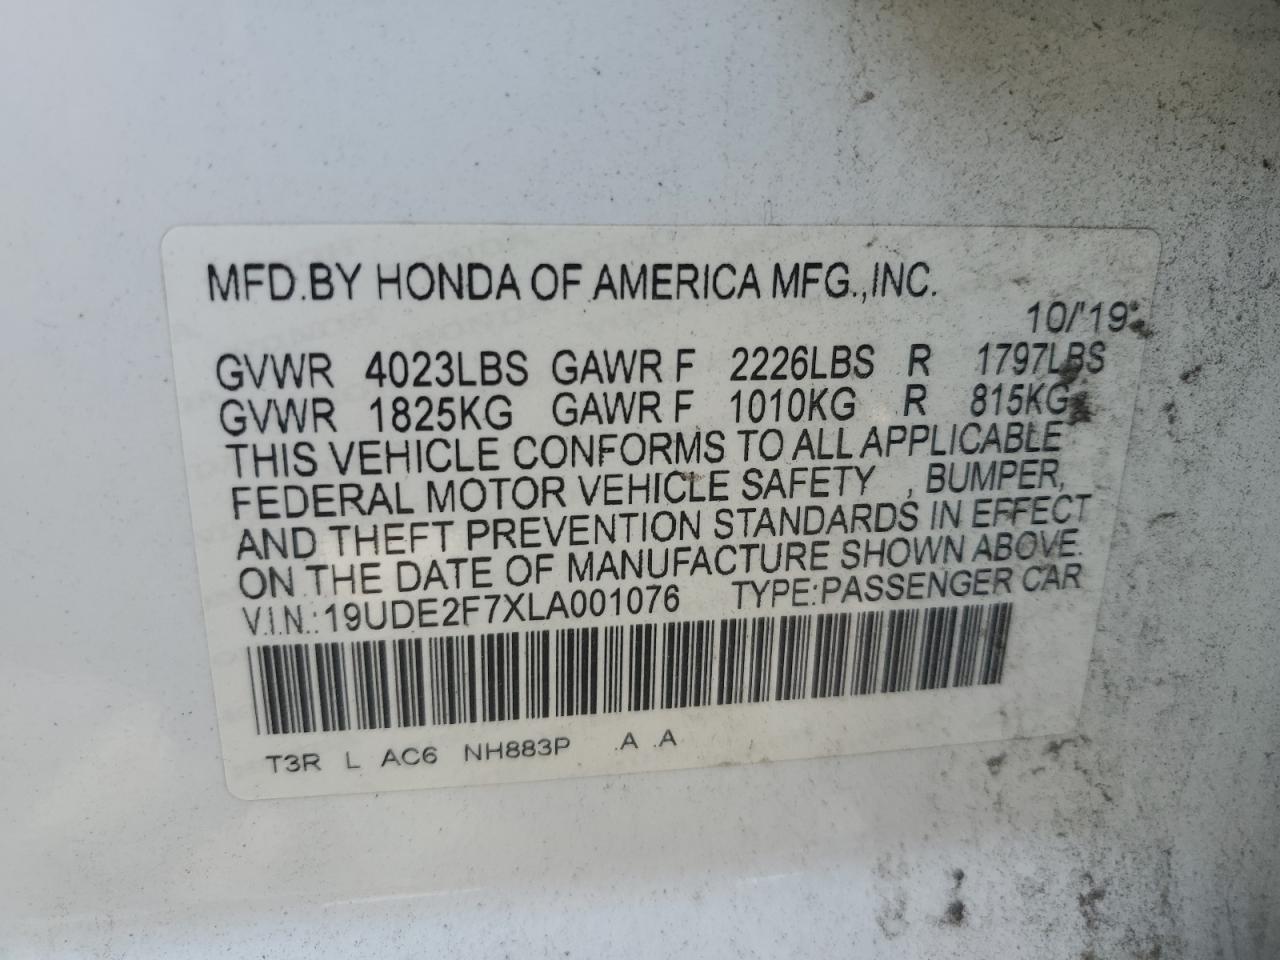 MFD.BY HONDA OF AMERICA MFG.,INC.
10/'19
GVWR 4023LBS GAWR F 2226LBS R 1797LBS
GVWR 1825KG GAWR F 1010KG R 815KG
THIS VEHICLE CONFORMS TO ALL APPLICABLE
FEDERAL MOTOR VEHICLE SAFETY , BUMPER,
AND THEFT PREVENTION STANDARDS IN EFFECT
ON THE DATE OF MANUFACTURE SHOWN ABOVE.
V.I.N.: 19UDE2F7XLA001076 TYPE:PASSENGER CAR
T3R L AC6 NH883P .A .A